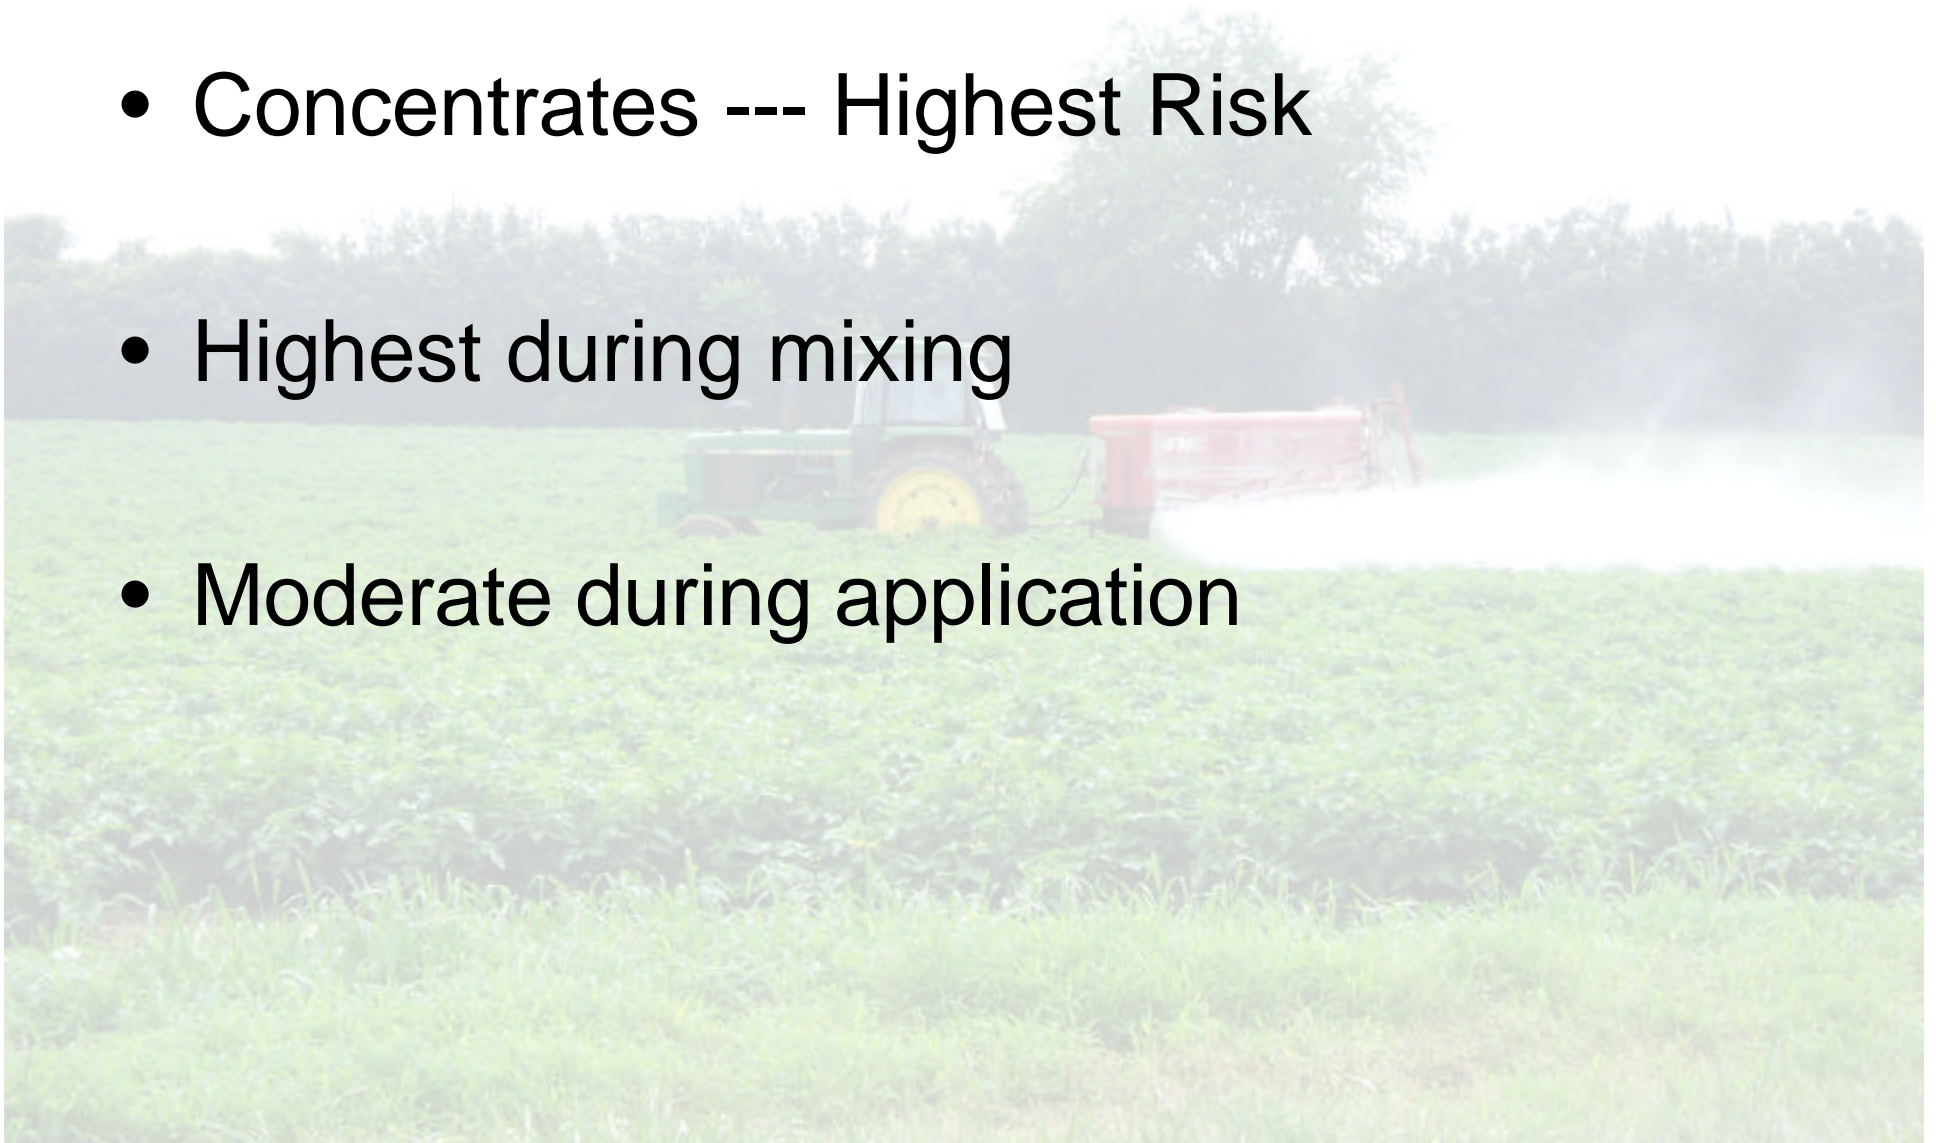 • Concentrates --- Highest Risk
• Highest during mixing
• Moderate during application